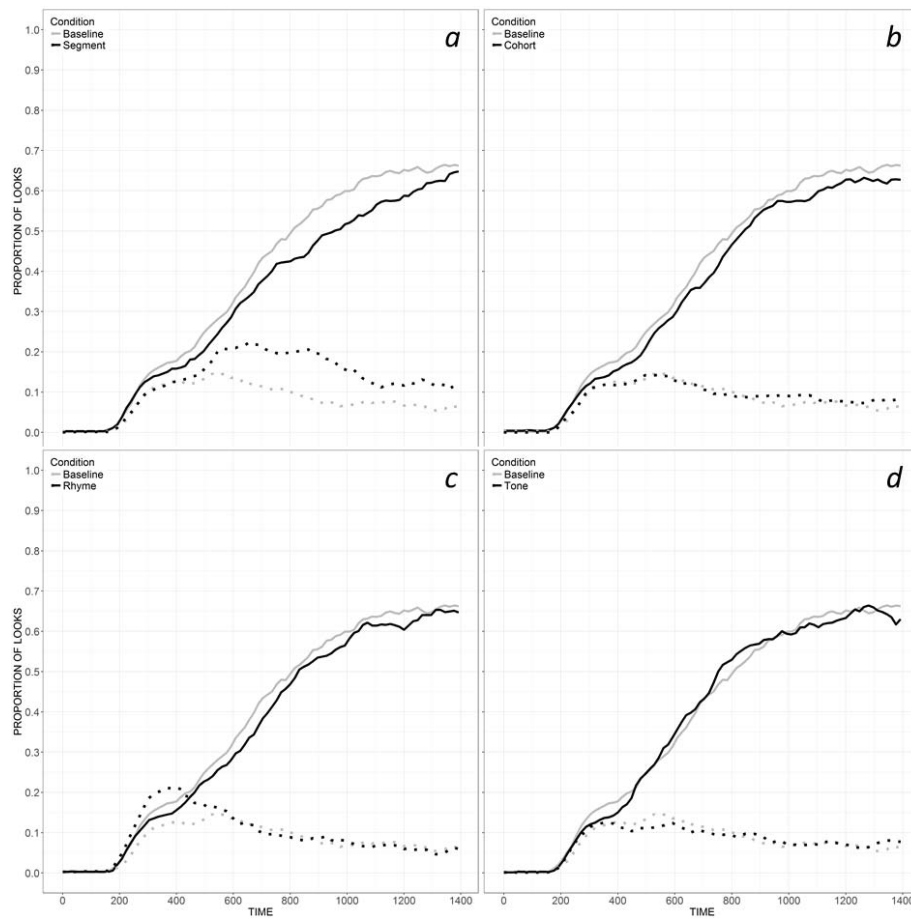 Condition
Baseline
Segment
a
1.0
0.9
0.8
0.7
0.6
0.5
0.4
0.3
0.2
0.1
0.0
PROPORTION OF LOOKS
Condition
Baseline
Cohort
b
Condition
Baseline
Rhyme
c
1.0
0.9
0.8
0.7
0.6
0.5
0.4
0.3
0.2
0.1
0.0
PROPORTION OF LOOKS
0 200 400 600 800 1000 1200 1400
TIME
Condition
Baseline
Tone
d
0 200 400 600 800 1000 1200 1400
TIME